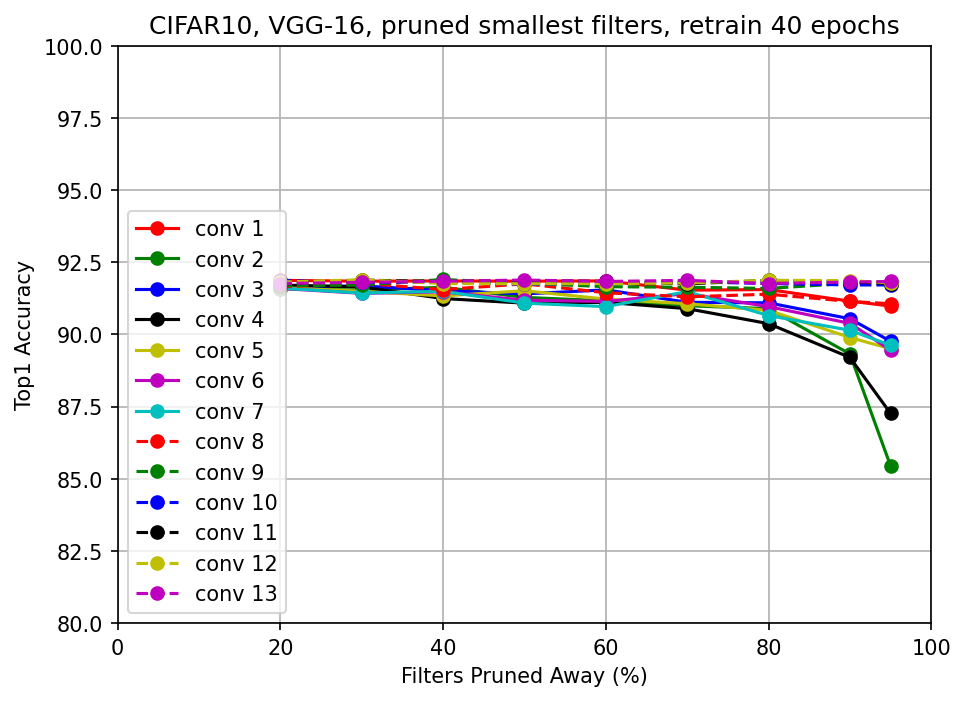 CIFAR10, VGG-16, pruned smallest filters, retrain 40 epochs
100.0
97.5
95.0
92.5
90.0
87.5
85.0
82.5
80.0
Top1 Accuracy
conv 1
conv 2
conv 3
conv 4
conv 5
conv 6
conv 7
conv 8
conv 9
conv 10
conv 11
conv 12
conv 13
0
20
40
60
80
100
Filters Pruned Away (%)